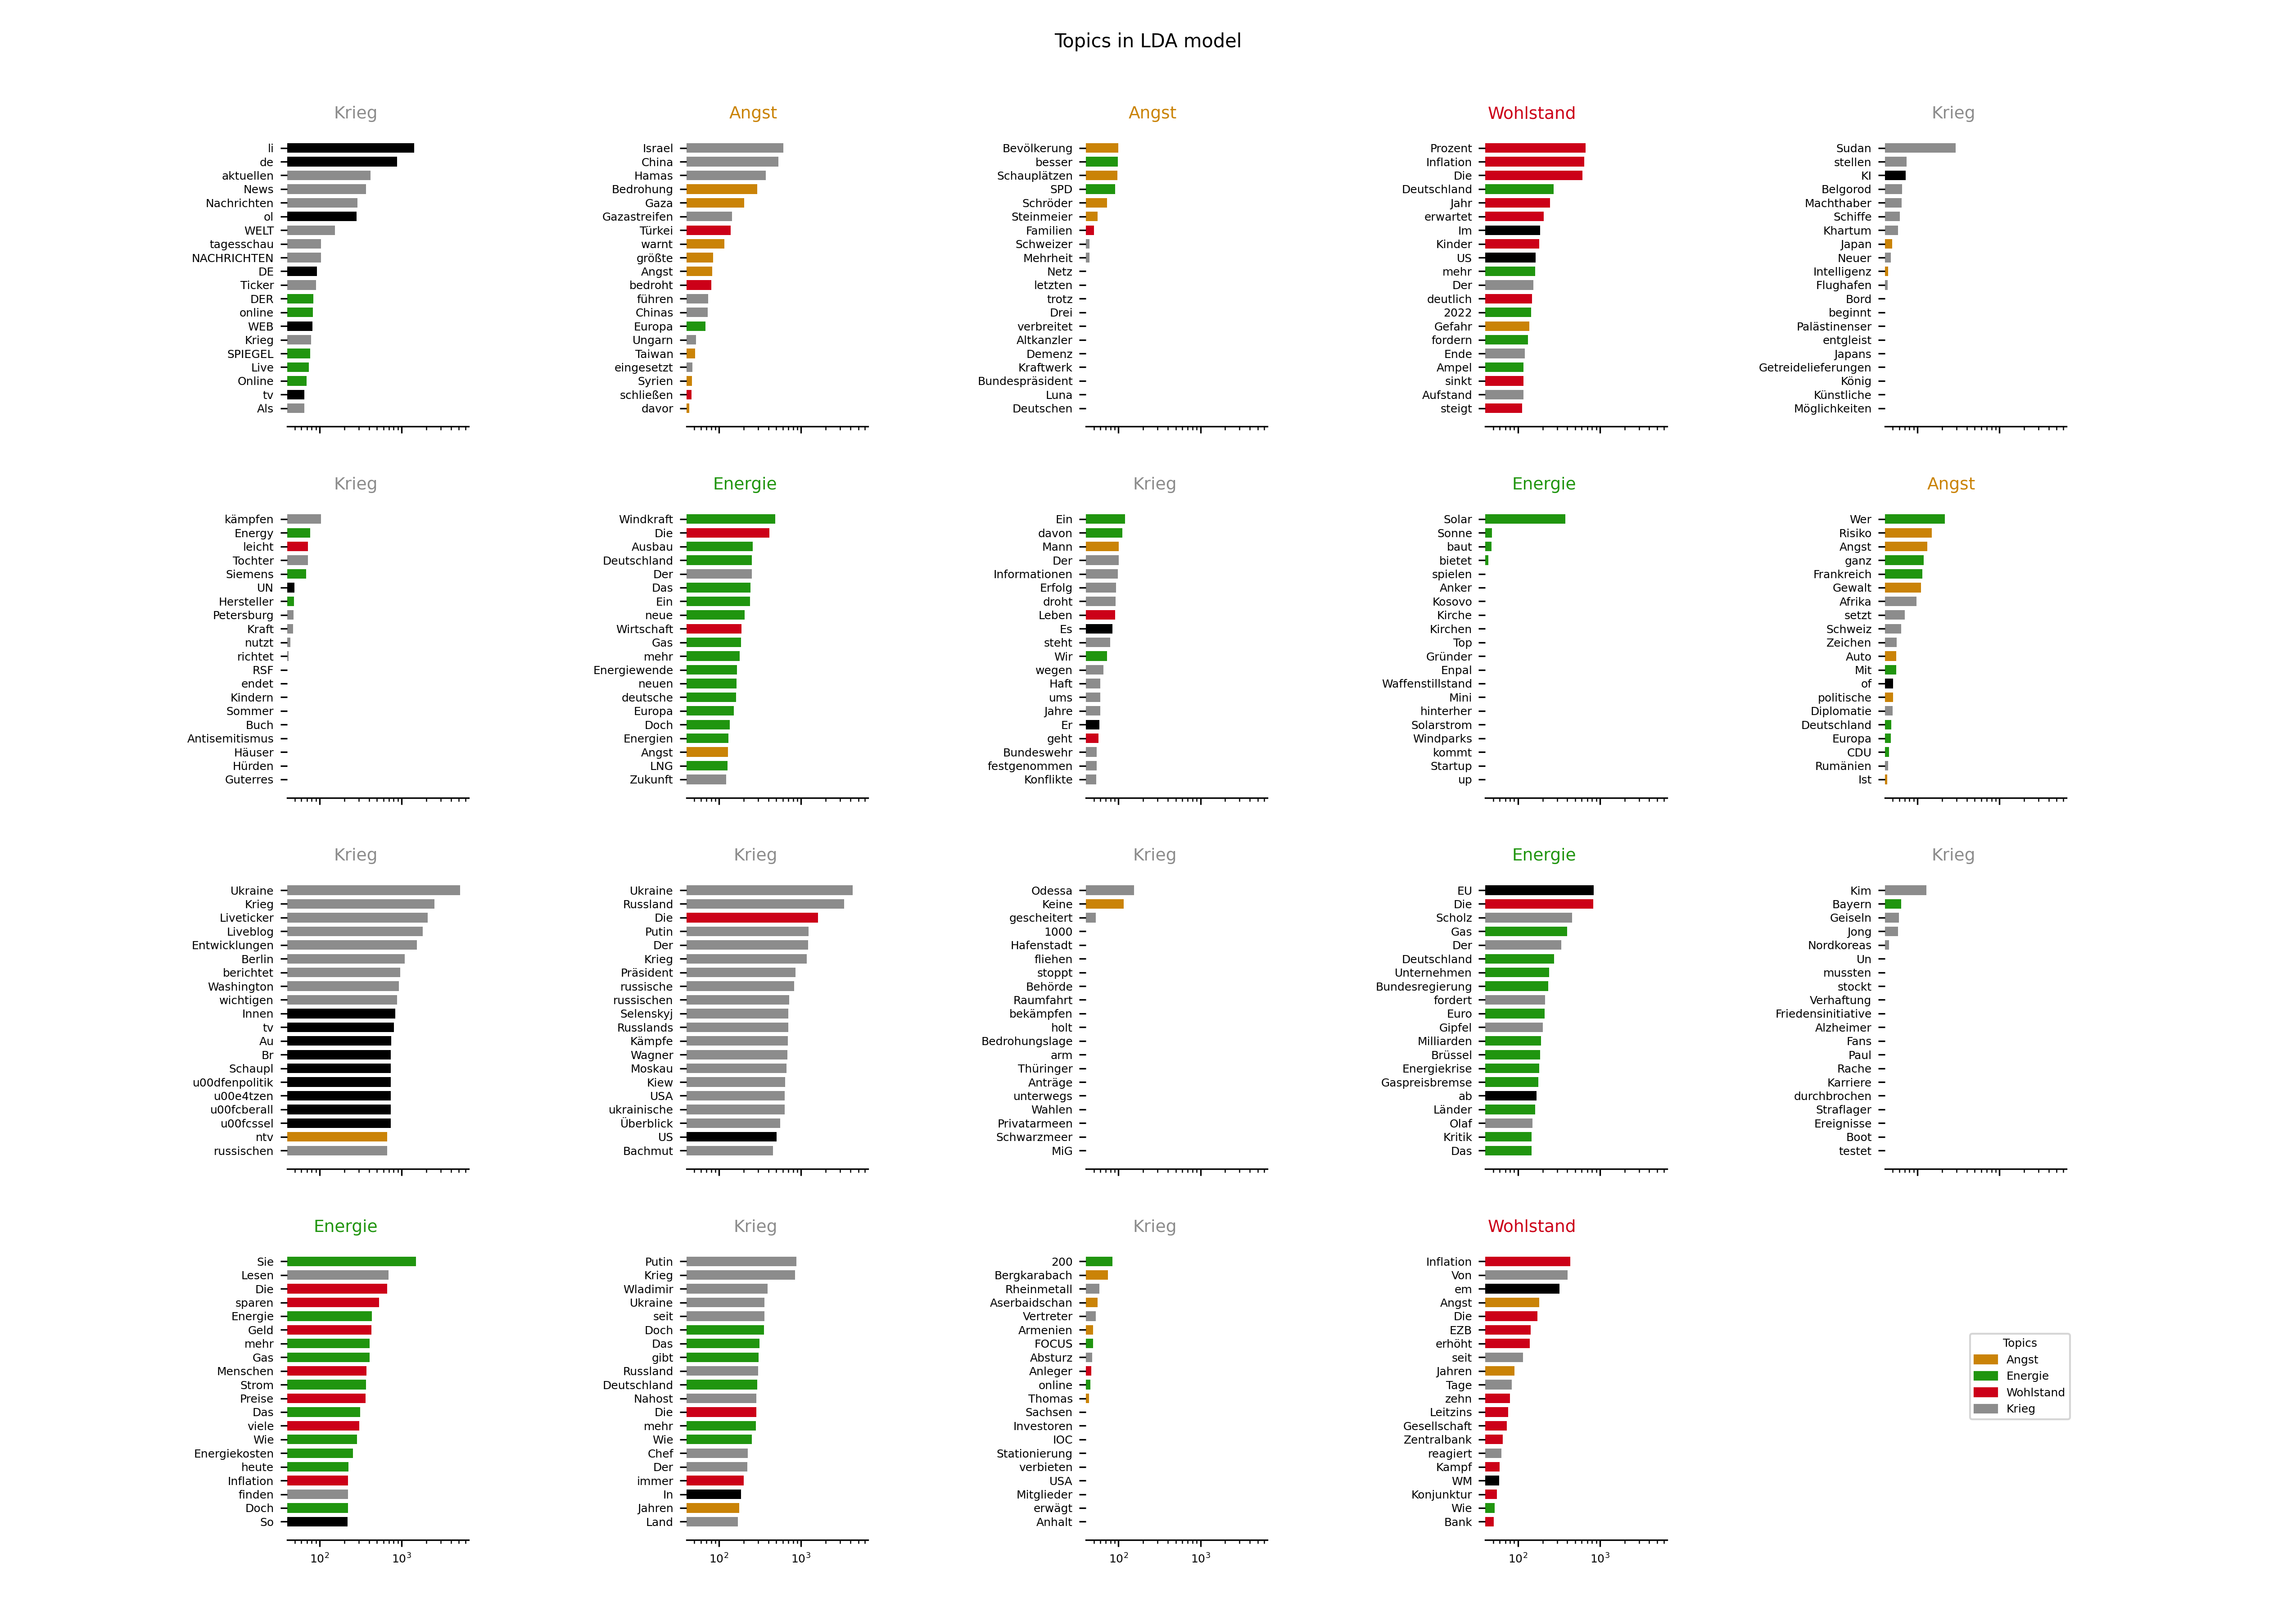 Topics in LDA model
Krieg
li
de
aktuellen
News
Nachrichten
ol
WELT
tagesschau
NACHRICHTEN
DE
Ticker
DER
online
WEB
Krieg
SPIEGEL
Live
Online
tv
Als
Angst
Israel
China
Hamas
Bedrohung
Gaza
Gazastreifen
Türkei
warnt
größte
Angst
bedroht
führen
Chinas
Europa
Ungarn
Taiwan
eingesetzt
Syrien
schließen
davor
Angst
Bevölkerung
besser
Schauplätzen
SPD
Schröder
Steinmeier
Familien
Schweizer
Mehrheit
Netz
letzten
trotz
Drei
verbreitet
Altkanzler
Demenz
Kraftwerk
Bundespräsident
Luna
Deutschen
Wohlstand
Prozent
Inflation
Die
Deutschland
Jahr
erwartet
Im
Kinder
US
mehr
Der
deutlich
2022
Gefahr
fordern
Ende
Ampel
sinkt
Aufstand
steigt
Krieg
Sudan
stellen
KI
Belgorod
Machthaber
Schiffe
Khartum
Japan
Neuer
Intelligenz
Flughafen
Bord
beginnt
Palästinenser
entgleist
Japans
Getreidelieferungen
König
Künstliche
Möglichkeiten
Krieg
kämpfen
Energy
leicht
Tochter
Siemens
UN
Hersteller
Petersburg
Kraft
nutzt
richtet
RSF
endet
Kindern
Sommer
Buch
Antisemitismus
Häuser
Hürden
Guterres
Energie
Windkraft
Die
Ausbau
Deutschland
Der
Das
Ein
neue
Wirtschaft
Gas
mehr
Energiewende
neuen
deutsche
Europa
Doch
Energien
Angst
LNG
Zukunft
Krieg
Ein
davon
Mann
Der
Informationen
Erfolg
droht
Leben
Es
steht
Wir
wegen
Haft
ums
Jahre
Er
geht
Bundeswehr
festgenommen
Konflikte
Energie
Solar
Sonne
baut
bietet
spielen
Anker
Kosovo
Kirche
Kirchen
Top
Gründer
Enpal
Waffenstillstand
Mini
hinterher
Solarstrom
Windparks
kommt
Startup
up
Angst
Wer
Risiko
Angst
ganz
Frankreich
Gewalt
Afrika
setzt
Schweiz
Zeichen
Auto
Mit
of
politische
Diplomatie
Deutschland
Europa
CDU
Rumänien
Ist
Krieg
Ukraine
Krieg
Liveticker
Liveblog
Entwicklungen
Berlin
berichtet
Washington
wichtigen
Innen
tv
Au
Br
Schaupl
u00dfenpolitik
u00e4tzen
u00fcberall
u00fcssel
ntv
russischen
Krieg
Ukraine
Russland
Die
Putin
Der
Krieg
Präsident
russische
russischen
Selenskyj
Russlands
Kämpfe
Wagner
Moskau
Kiew
USA
ukrainische
Überblick
US
Bachmut
Krieg
Odessa
Keine
gescheitert
1000
Hafenstadt
fliehen
stoppt
Behörde
Raumfahrt
bekämpfen
holt
Bedrohungslage
arm
Thüringer
Anträge
unterwegs
Wahlen
Privatarmeen
Schwarzmeer
MiG
Energie
EU
Die
Scholz
Gas
Der
Deutschland
Unternehmen
Bundesregierung
fordert
Euro
Gipfel
Milliarden
Brüssel
Energiekrise
Gaspreisbremse
ab
Länder
Olaf
Kritik
Das
Krieg
Kim
Bayern
Geiseln
Jong
Nordkoreas
Un
mussten
stockt
Verhaftung
Friedensinitiative
Alzheimer
Fans
Paul
Rache
Karriere
durchbrochen
Straflager
Ereignisse
Boot
testet
Energie
Sie
Lesen
Die
sparen
Energie
Geld
mehr
Gas
Menschen
Strom
Preise
Das
viele
Wie
Energiekosten
heute
Inflation
finden
Doch
So
10² 10³
Krieg
Putin
Krieg
Wladimir
Ukraine
seit
Doch
Das
gibt
Russland
Deutschland
Nahost
Die
mehr
Wie
Chef
Der
immer
In
Jahren
Land
10² 10³
Krieg
200
Bergkarabach
Rheinmetall
Aserbaidschan
Vertreter
Armenien
FOCUS
Absturz
Anleger
online
Thomas
Sachsen
Investoren
IOC
Stationierung
verbieten
USA
Mitglieder
erwägt
Anhalt
10² 10³
Wohlstand
Inflation
Von
em
Angst
Die
EZB
erhöht
seit
Jahren
Tage
zehn
Leitzins
Gesellschaft
Zentralbank
reagiert
Kampf
WM
Konjunktur
Wie
Bank
10² 10³
Topics
Angst
Energie
Wohlstand
Krieg